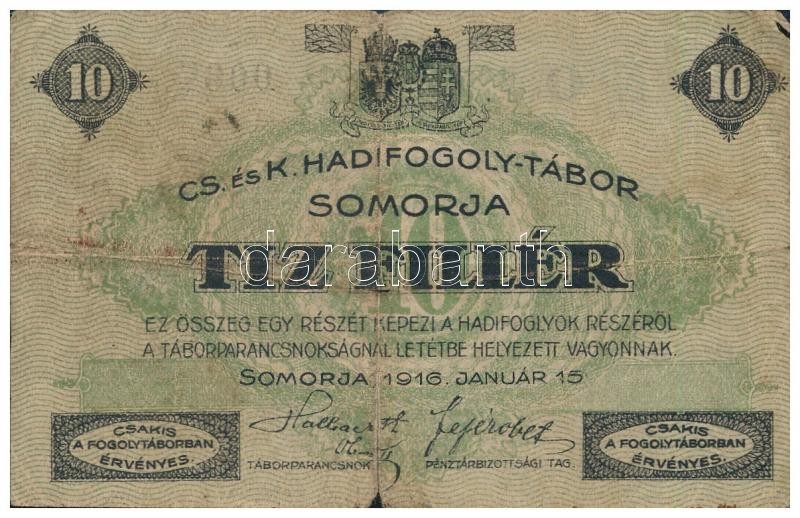 10 10
CS. ÉS K. HADIFOGOLY-TÁBOR
SOMORJA
TIZ FILLÉR
darabanth
EZ ÖSSZEG EGY RÉSZÉT KÉPEZI A HADIFOGLYOK RÉSZÉRŐL
A TÁBORPARANCSNOKSÁGNÁL LETÉTBE HELYEZETT VAGYONNAK.
SOMORJA, 1916. JANUÁR 15
CSAKIS
A FOGOLYTÁBORBAN
ÉRVÉNYES.
TÁBORPARANCSNOK
PÉNZTÁRBIZOTTSÁGI TAG.
CSAKIS
A FOGOLYTÁBORBAN
ÉRVÉNYES.